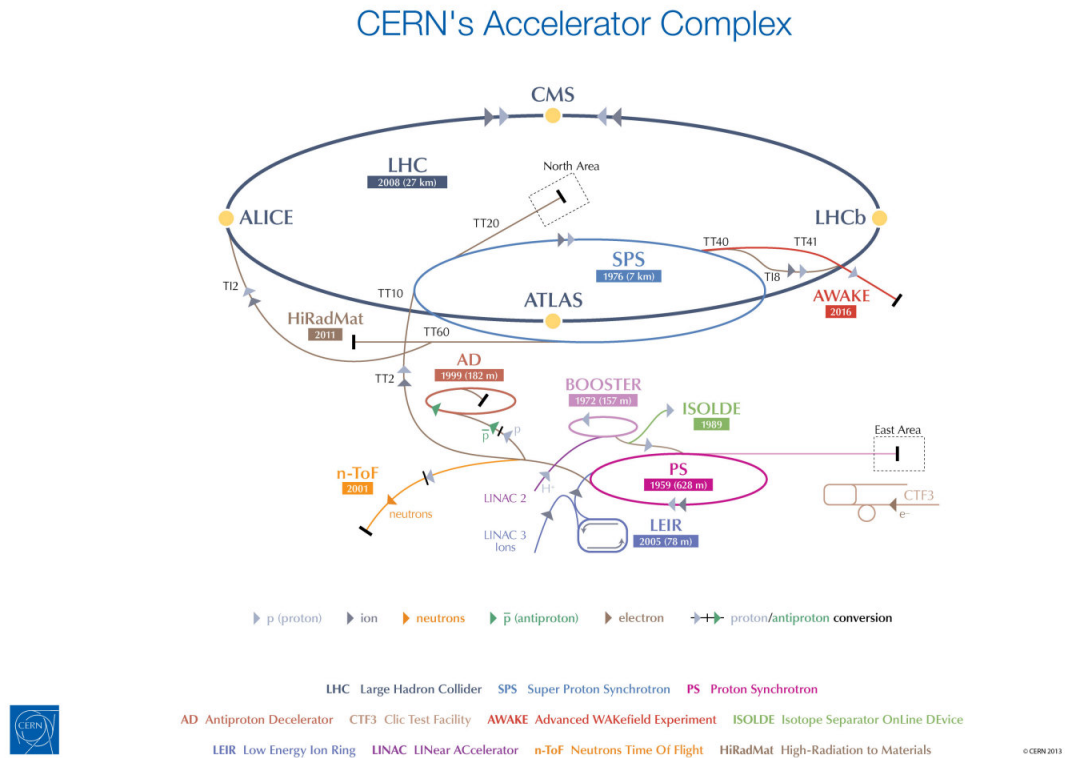 CERN's Accelerator Complex
CMS
LHC
2008 (27 km)
North Area
TT20
ALICE
LHCb
TT40
TT41
SPS
1976 (7 km)
TI8
TI2
TT10
ATLAS
AWAKE
2016
HiRadMat
2011
TT60
AD
1999 (182 m)
TT2
BOOSTER
1972 (157 m)
ISOLDE
1989
p̅
p
East Area
n-ToF
2001
neutrons
LINAC 2
H+
PS
1959 (628 m)
CTF3
e–
LINAC 3
Ions
LEIR
2005 (78 m)
p (proton) ion neutrons p̅ (antiproton) electron proton/antiproton conversion
LHC Large Hadron Collider SPS Super Proton Synchrotron PS Proton Synchrotron
AD Antiproton Decelerator CTF3 Clic Test Facility AWAKE Advanced WAKefield Experiment ISOLDE Isotope Separator OnLine DEvice
LEIR Low Energy Ion Ring LINAC LINear ACcelerator n-ToF Neutrons Time Of Flight HiRadMat High-Radiation to Materials
CERN
© CERN 2013